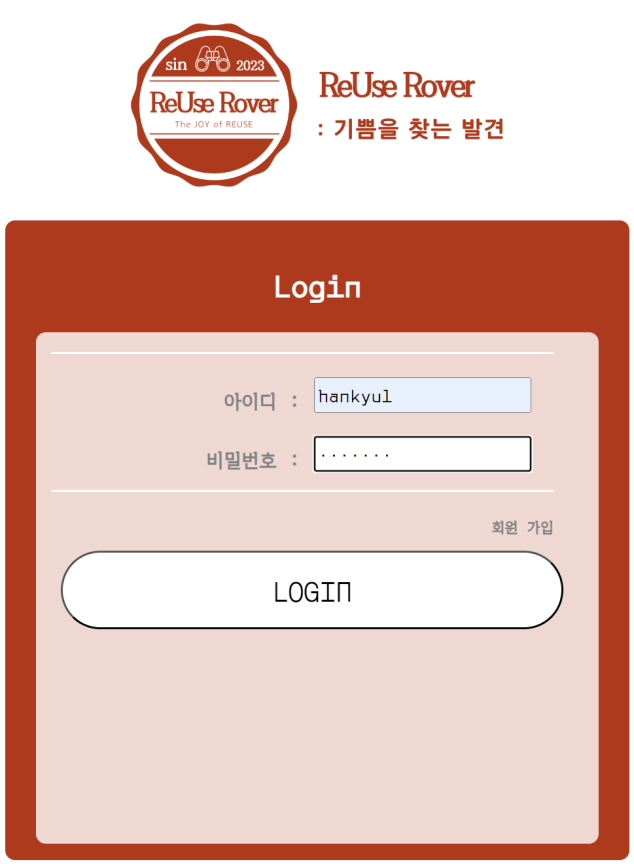 sin 2023
ReUse Rover
The JOY of REUSE
ReUse Rover
: 기쁨을 찾는 발견
Login
아이디 : hankyul
비밀번호 : .......
회원 가입
LOGIN